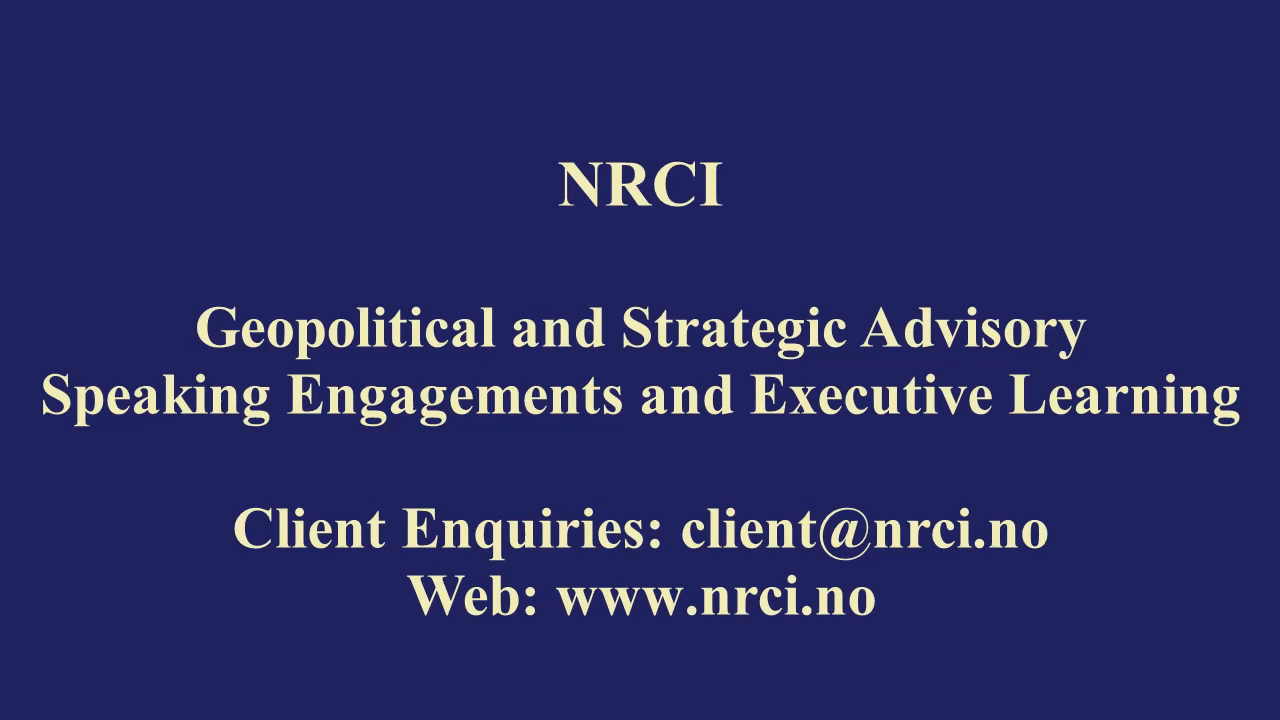 NRCI
Geopolitical and Strategic Advisory
Speaking Engagements and Executive Learning
Client Enquiries: client@nrci.no
Web: www.nrci.no